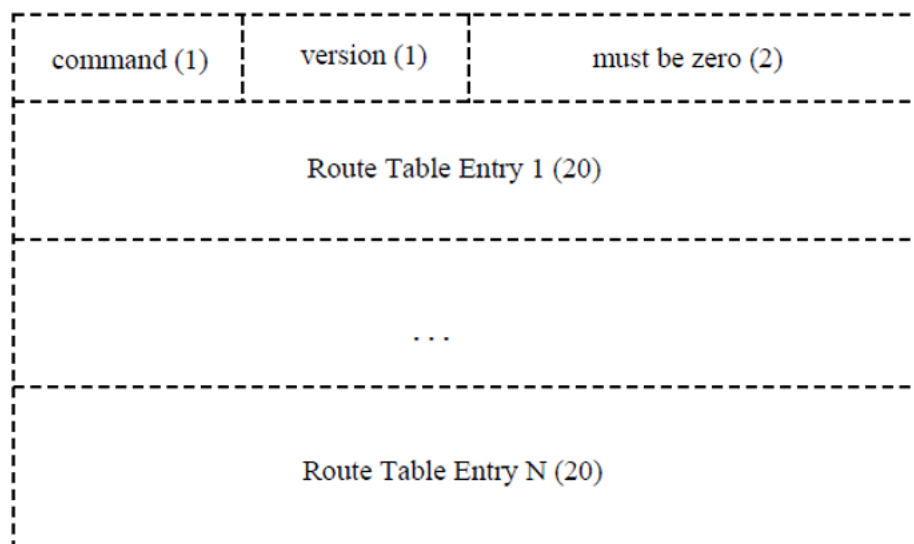 command (1) version (1) must be zero (2)
Route Table Entry 1 (20)
...
Route Table Entry N (20)